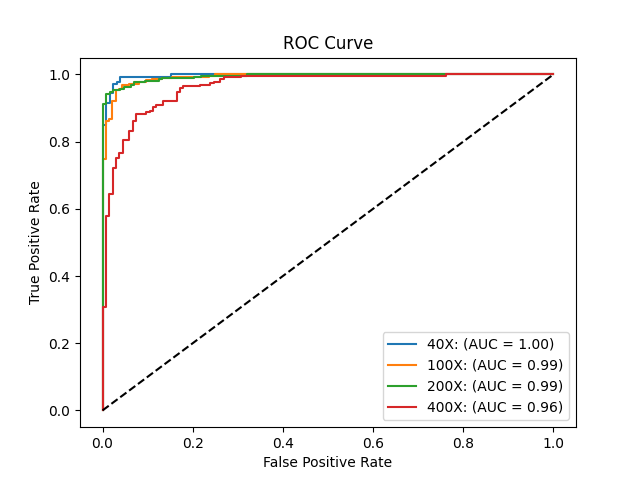 ROC Curve
True Positive Rate
1.0
0.8
0.6
0.4
0.2
0.0
40X: (AUC = 1.00)
100X: (AUC = 0.99)
200X: (AUC = 0.99)
400X: (AUC = 0.96)
0.0 0.2 0.4 0.6 0.8 1.0
False Positive Rate